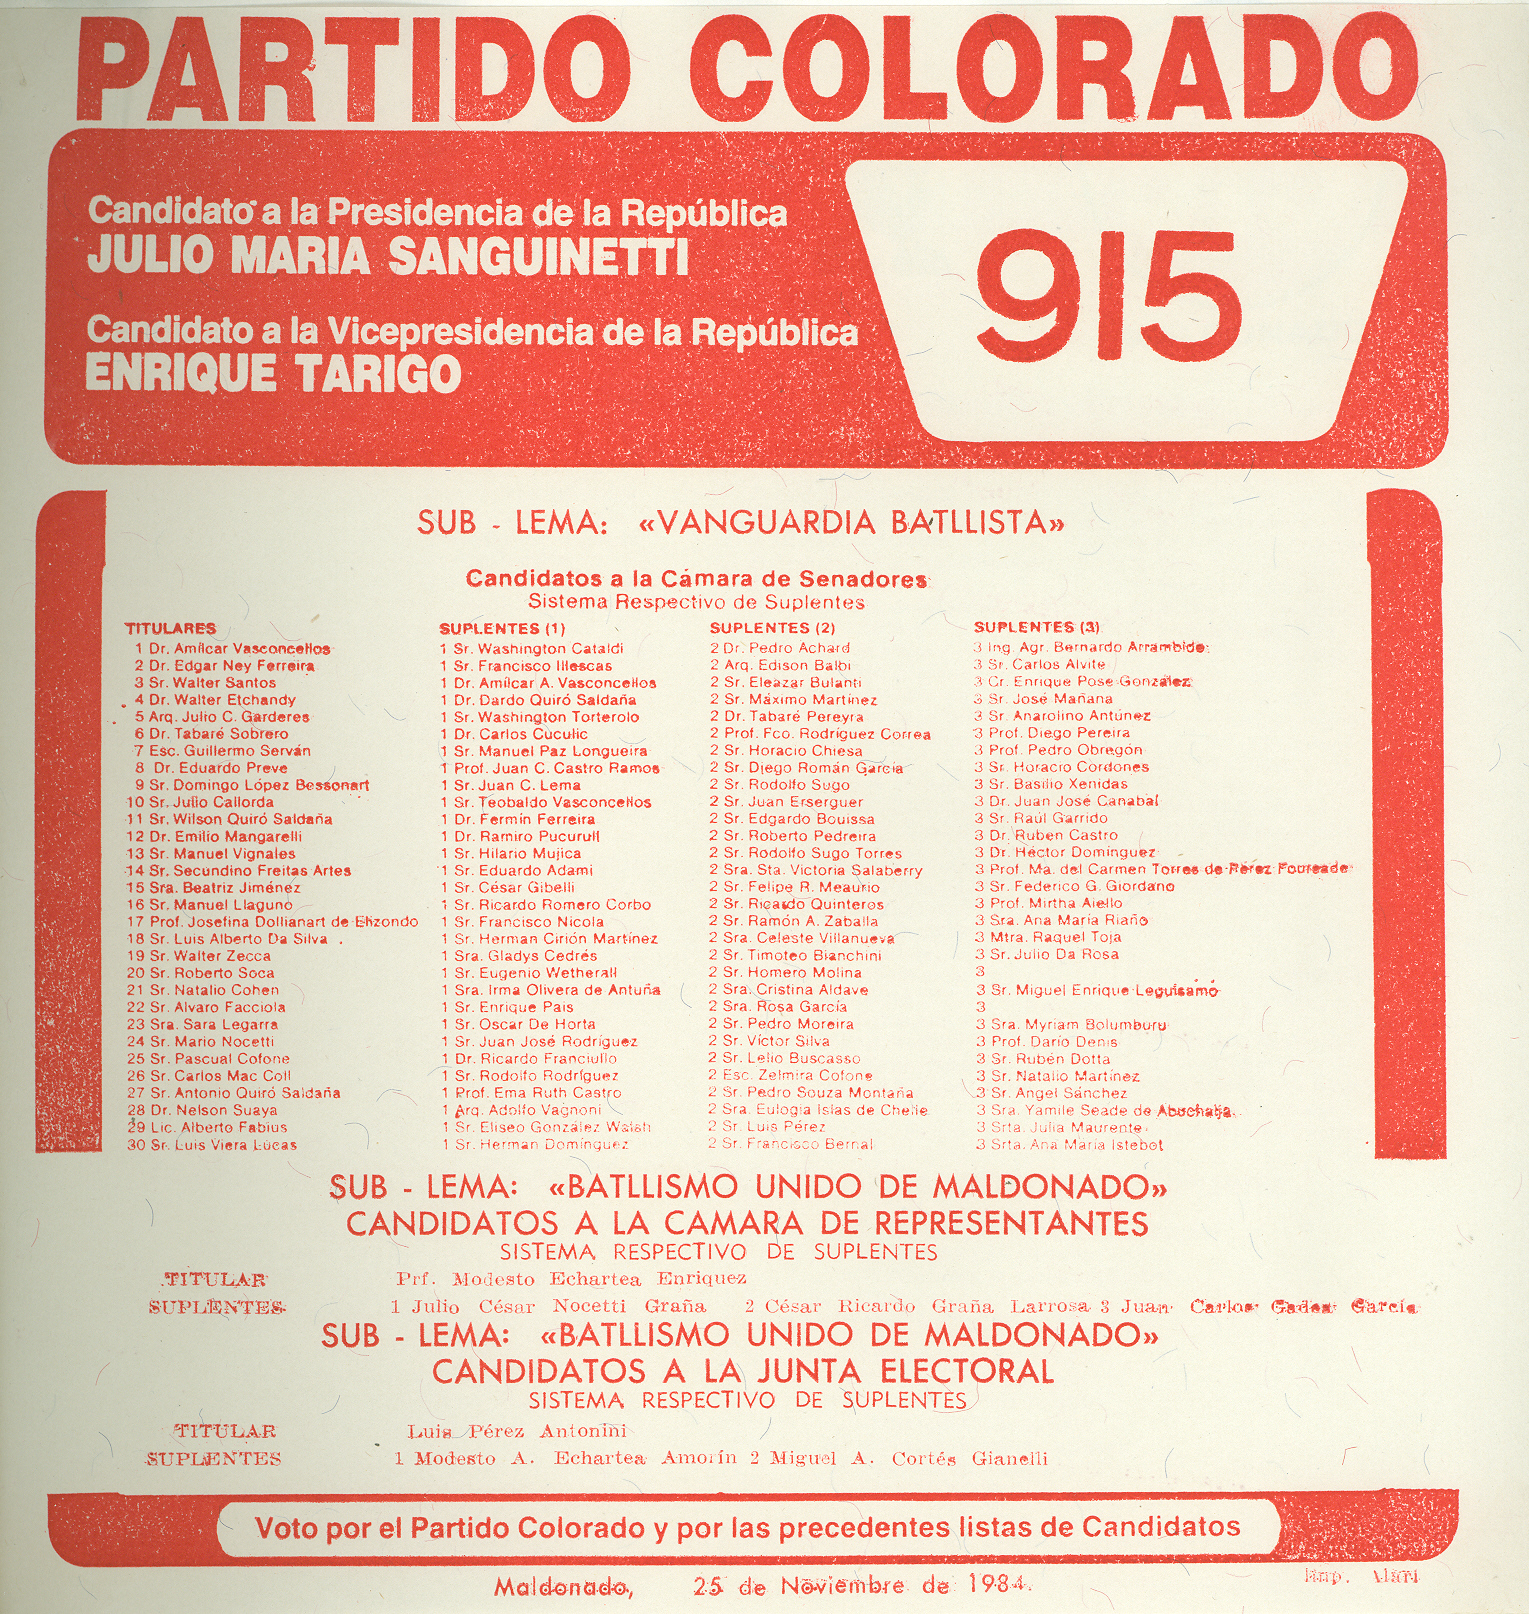 PARTIDO COLORADO
Candidato a la Presidencia de la República
JULIO MARIA SANGUINETTI
Candidato a la Vicepresidencia de la República
ENRIQUE TARIGO
915
SUB - LEMA: «VANGUARDIA BATLLISTA»
Candidatos a la Cámara de Senadores
Sistema Respectivo de Suplentes
TITULARES SUPLENTES (1) SUPLENTES (2) SUPLENTES (3)
1 Dr. Amílcar Vasconcellos 1 Sr. Washington Cataldi 2 Dr. Pedro Achard 3 Ing. Agr. Bernardo Arrambide
2 Dr. Edgar Ney Ferreira 1 Sr. Francisco Illescas 2 Arq. Edison Balbi 3 Sr. Carlos Alvite
3 Sr. Walter Santos 1 Dr. Amílcar A. Vasconcellos 2 Sr. Eleazar Bulanti 3 Cr. Enrique Pose González
4 Dr. Walter Etchandy 1 Dr. Dardo Quiró Saldaña 2 Sr. Máximo Martínez 3 Sr. José Mañana
5 Arq. Julio C. Garderes 1 Sr. Washington Torterolo 2 Dr. Tabaré Pereyra 3 Sr. Anarolino Antúnez
6 Dr. Tabaré Sobrero 1 Dr. Carlos Cuculic 2 Prof. Fco. Rodríguez Correa 3 Prof. Diego Pereira
7 Esc. Guillermo Serván 1 Sr. Manuel Paz Longueira 2 Sr. Horacio Chiesa 3 Prof. Pedro Obregón
8 Dr. Eduardo Preve 1 Prof. Juan C. Castro Ramos 2 Sr. Diego Román García 3 Sr. Horacio Cordones
9 Sr. Domingo López Bessonart 1 Sr. Juan C. Lema 2 Sr. Rodolfo Sugo 3 Sr. Basilio Xenidas
10 Sr. Julio Callorda 1 Sr. Teobaldo Vasconcellos 2 Sr. Juan Erserguer 3 Dr. Juan José Canabal
11 Sr. Wilson Quiró Saldaña 1 Dr. Fermín Ferreira 2 Sr. Edgardo Bouissa 3 Sr. Raúl Garrido
12 Dr. Emilio Mangarelli 1 Dr. Ramiro Pucurull 2 Sr. Roberto Pedreira 3 Dr. Ruben Castro
13 Sr. Manuel Vignales 1 Sr. Hilario Mujica 2 Sr. Rodolfo Sugo Torres 3 Dr. Héctor Domínguez
14 Sr. Secundino Freitas Artes 1 Sr. Eduardo Adami 2 Sra. Sta. Victoria Salaberry 3 Prof. Ma. del Carmen Torres de Pérez
15 Sra. Beatriz Jiménez 1 Sr. César Gibelli 2 Sr. Felipe R. Meaurio 3 Sr. Federico G. Giordano
16 Sr. Manuel Llaguno 1 Sr. Ricardo Romero Corbo 2 Sr. Ricardo Quinteros 3 Prof. Mirtha Aiello
17 Prof. Josefina Dollianart de Elizondo 1 Sr. Francisco Nicola 2 Sr. Ramón A. Zaballa 3 Sra. Ana María Riaño
18 Sr. Luis Alberto Da Silva 1 Sr. Herman Cirión Martínez 2 Sra. Celeste Villanueva 3 Mtra. Raquel Toja
19 Sr. Walter Zecca 1 Sra. Gladys Cedrés 2 Sr. Timoteo Bianchini 3 Sr. Julio Da Rosa
20 Sr. Roberto Soca 1 Sr. Eugenio Wetherall 2 Sr. Homero Molina 3
21 Sr. Natalio Cohen 1 Sra. Irma Olivera de Antuña 2 Sra. Cristina Aldave 3 Sr. Miguel Enrique Leguisamo
22 Sr. Alvaro Facciola 1 Sr. Enrique Pais 2 Sra. Rosa García 3
23 Sra. Sara Legarra 1 Sr. Oscar De Horta 2 Sr. Pedro Moreira 3 Sra. Myriam Bolumburu
24 Sr. Mario Nocetti 1 Sr. Juan José Rodríguez 2 Sr. Víctor Silva 3 Prof. Darío Denis
25 Sr. Pascual Cofone 1 Dr. Ricardo Franciullo 2 Sr. Lelio Buscasso 3 Sr. Rubén Dotta
26 Sr. Carlos Mac Coll 1 Sr. Rodolfo Rodríguez 2 Esc. Zelmira Cofone 3 Sr. Natalio Martínez
27 Sr. Antonio Quiró Saldaña 1 Prof. Ema Ruth Castro 2 Sr. Pedro Souza Montaña 3 Sr. Angel Sánchez
28 Dr. Nelson Suaya 1 Arq. Adolfo Vagnoni 2 Sra. Eulogia Islas de Chelle 3 Sra. Yamile Seade de Abuchalja
29 Lic. Alberto Fabius 1 Sr. Eliseo González Walsh 2 Sr. Luis Pérez 3 Srta. Julia Maurente
30 Sr. Luis Viera Lucas 1 Sr. Herman Domínguez 2 Sr. Francisco Bernal 3 Srta. Ana María Istebot
SUB - LEMA: «BATLLISMO UNIDO DE MALDONADO»
CANDIDATOS A LA CAMARA DE REPRESENTANTES
SISTEMA RESPECTIVO DE SUPLENTES
TITULAR Prf. Modesto Echartea Enriquez
SUPLENTES 1 Julio César Nocetti Graña 2 César Ricardo Graña Larrosa 3 Juan Carlos Gadea García
SUB - LEMA: «BATLLISMO UNIDO DE MALDONADO»
CANDIDATOS A LA JUNTA ELECTORAL
SISTEMA RESPECTIVO DE SUPLENTES
TITULAR Luis Pérez Antonini
SUPLENTES 1 Modesto A. Echartea Amorín 2 Miguel A. Cortés Gianelli
Voto por el Partido Colorado y por las precedentes listas de Candidatos
Maldonado, 25 de Noviembre de 1984.
Imp.